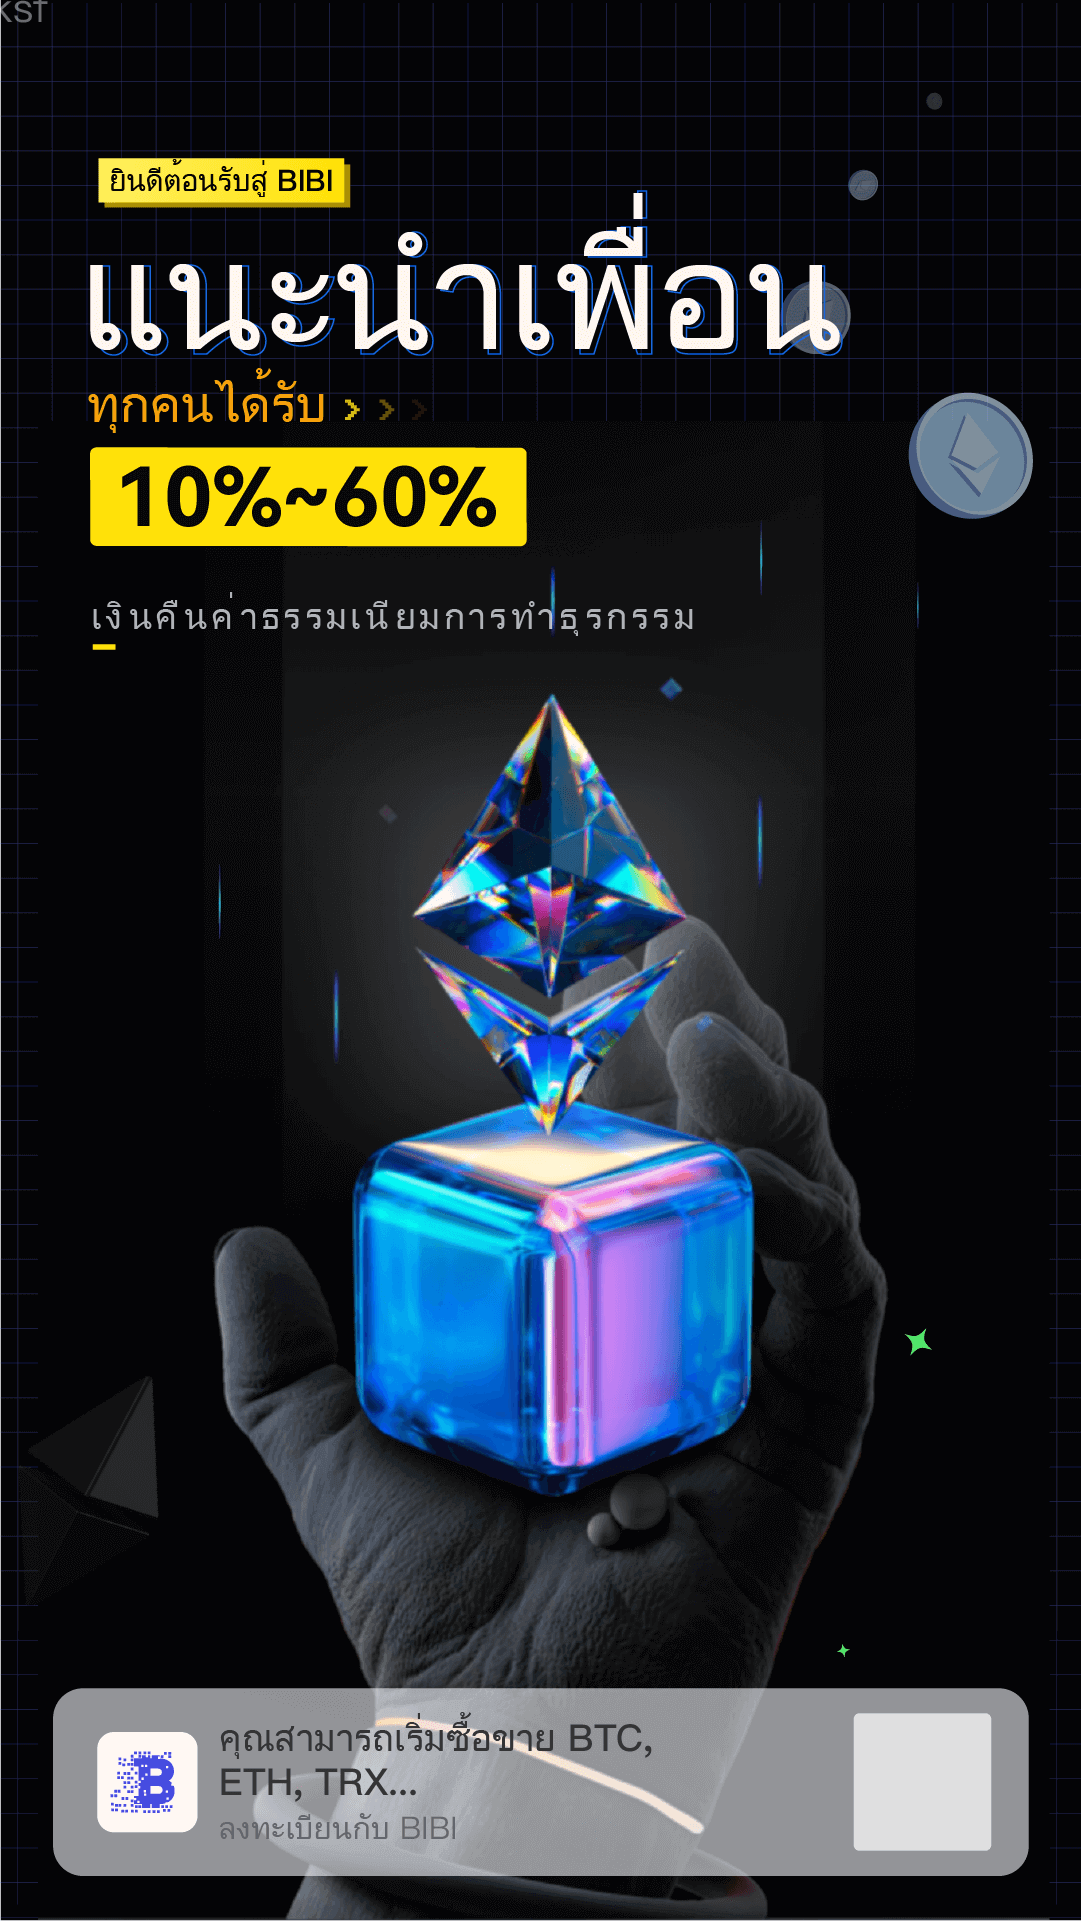 KST
ยินดีต้อนรับสู่ BIBI
แนะนำเพื่อน
ทุกคนได้รับ
10%~60%
เงินคืนค่าธรรมเนียมการทำธุรกรรม
คุณสามารถเริ่มซื้อขาย BTC,
ETH, TRX...
ลงทะเบียนกับ BIBI